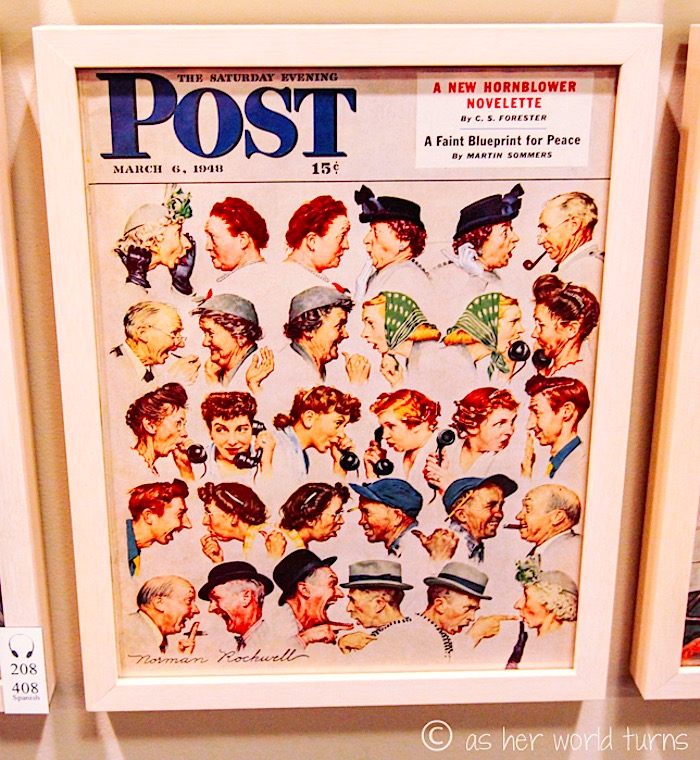 THE SATURDAY EVENING
POST
MARCH 6, 1948 15¢
A NEW HORNBLOWER
NOVELETTE
By C. S. FORESTER
A Faint Blueprint for Peace
By MARTIN SOMMERS
Norman Rockwell
208
408
Spanish
© as her world turns